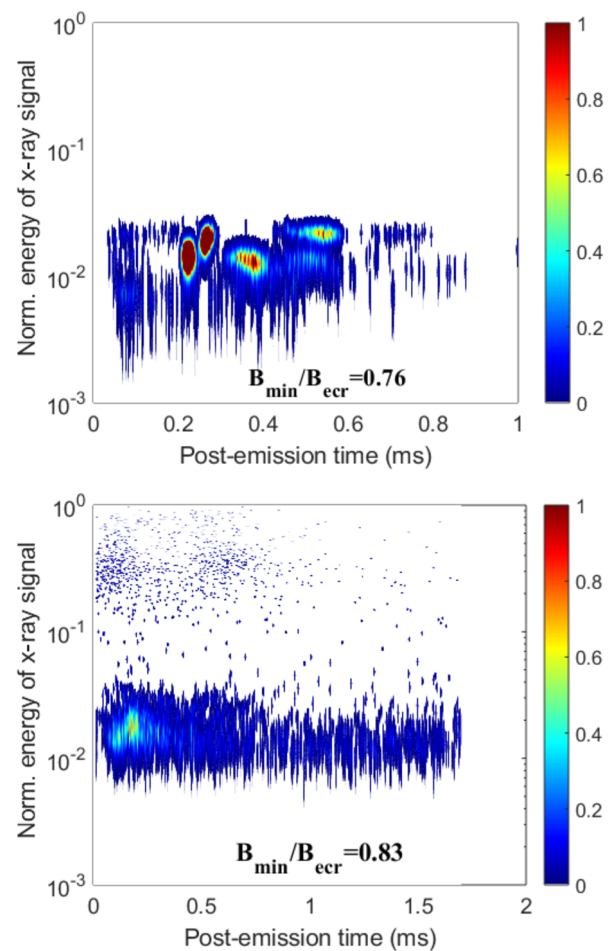 10^0
10^-1
10^-2
10^-3
Norm. energy of x-ray signal
0 0.2 0.4 0.6 0.8 1
Post-emission time (ms)
B_min/B_ecr=0.76
1
0.8
0.6
0.4
0.2
0
10^0
10^-1
10^-2
10^-3
Norm. energy of x-ray signal
0 0.5 1 1.5 2
Post-emission time (ms)
B_min/B_ecr=0.83
1
0.8
0.6
0.4
0.2
0